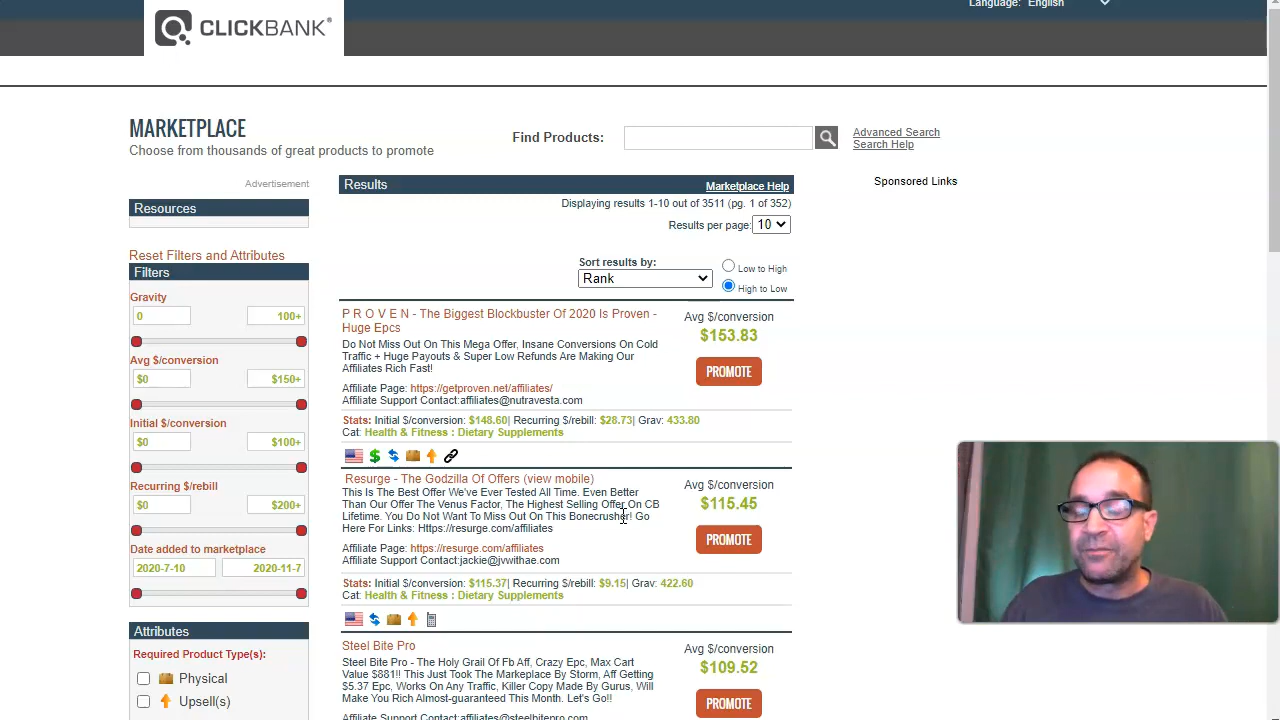 Language: English
CLICKBANK®
MARKETPLACE
Choose from thousands of great products to promote
Find Products:
Advanced Search
Search Help
Advertisement
Resources
Reset Filters and Attributes
Filters
Gravity
0 100+
Avg $/conversion
$0 $150+
Initial $/conversion
$0 $100+
Recurring $/rebill
$0 $200+
Date added to marketplace
2020-7-10 2020-11-7
Attributes
Required Product Type(s):
Physical
Upsell(s)
Results Marketplace Help
Displaying results 1-10 out of 3511 (pg. 1 of 352)
Results per page: 10
Sort results by:
Rank
Low to High
High to Low
P R O V E N - The Biggest Blockbuster Of 2020 Is Proven -
Huge Epcs
Do Not Miss Out On This Mega Offer, Insane Conversions On Cold
Traffic + Huge Payouts & Super Low Refunds Are Making Our
Affiliates Rich Fast!
Affiliate Page: https://getproven.net/affiliates/
Affiliate Support Contact:affiliates@nutravesta.com
Avg $/conversion
$153.83
PROMOTE
Stats: Initial $/conversion: $148.60| Recurring $/rebill: $28.73| Grav: 433.80
Cat: Health & Fitness : Dietary Supplements
Resurge - The Godzilla Of Offers (view mobile)
This Is The Best Offer We've Ever Tested All Time. Even Better
Than Our Offer The Venus Factor, The Highest Selling Offer On CB
Lifetime. You Do Not Want To Miss Out On This Bonecrusher! Go
Here For Links: Https://resurge.com/affiliates
Affiliate Page: https://resurge.com/affiliates
Affiliate Support Contact:jackie@jvwithae.com
Avg $/conversion
$115.45
PROMOTE
Stats: Initial $/conversion: $115.37| Recurring $/rebill: $9.15| Grav: 422.60
Cat: Health & Fitness : Dietary Supplements
Steel Bite Pro
Steel Bite Pro - The Holy Grail Of Fb Aff, Crazy Epc, Max Cart
Value $881!! This Just Took The Markeplace By Storm, Aff Getting
$5.37 Epc, Works On Any Traffic, Killer Copy Made By Gurus, Will
Make You Rich Almost-guaranteed This Month. Let's Go!!
Affiliate Support Contact:affiliates@steelbitepro.com
Avg $/conversion
$109.52
PROMOTE
Sponsored Links